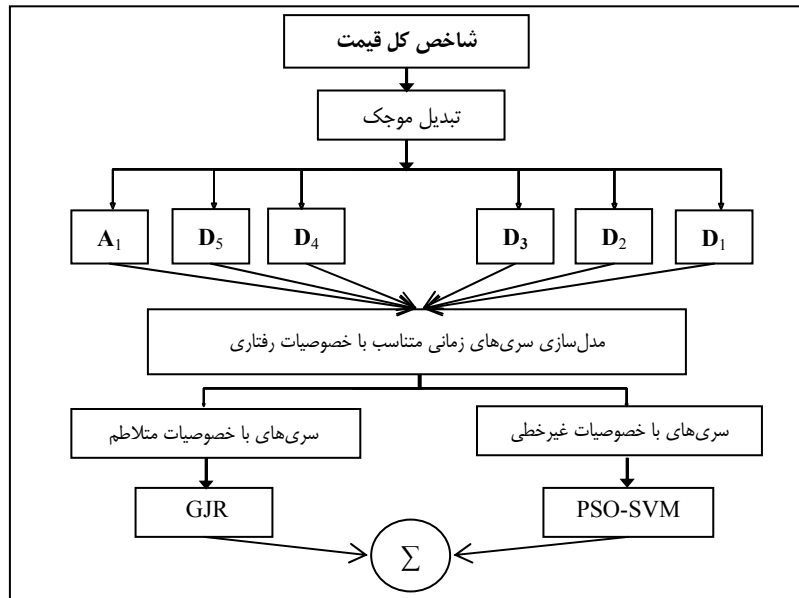 شاخص کل قیمت
تبدیل موجک
A1 D5 D4 D3 D2 D1
مدل‌سازی سری‌های زمانی متناسب با خصوصیات رفتاری
سری‌های با خصوصیات غیرخطی
سری‌های با خصوصیات متلاطم
PSO-SVM
GJR
∑